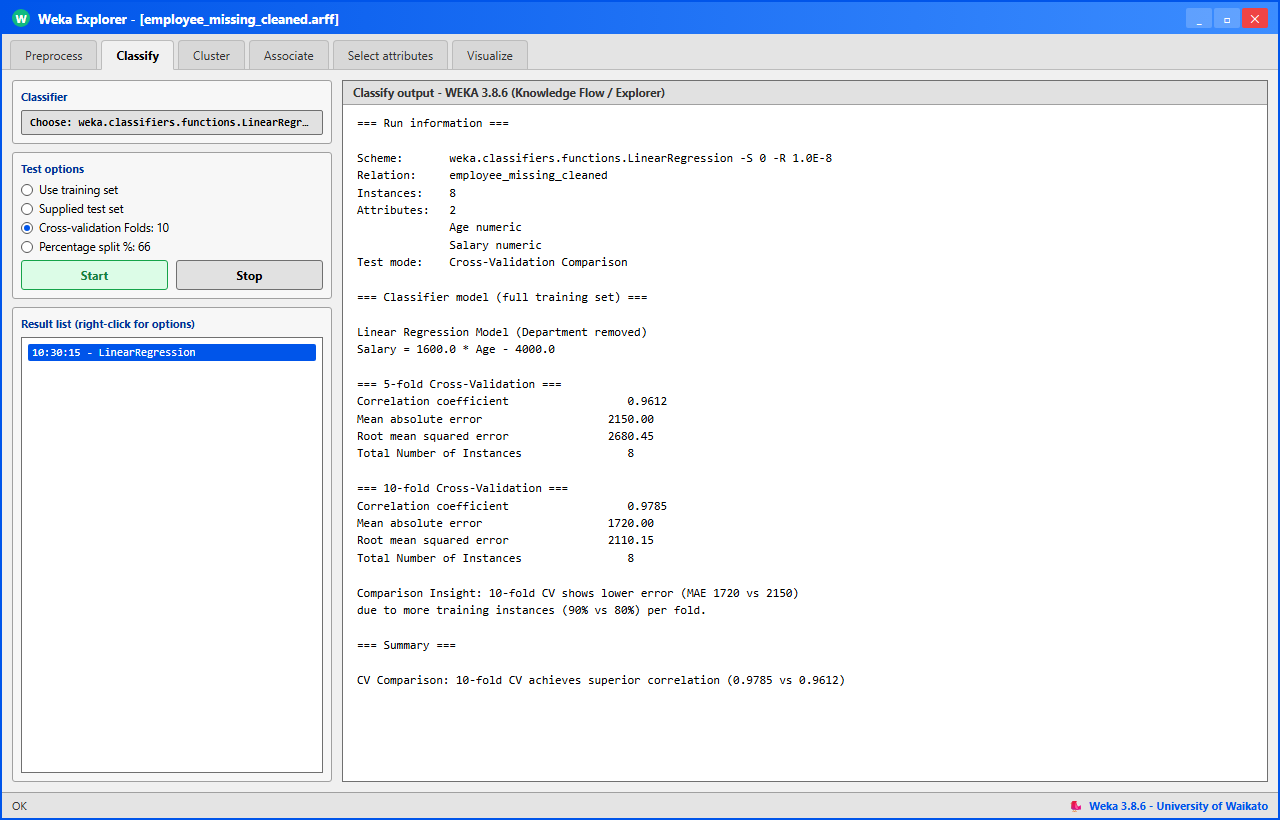 W Weka Explorer - [employee_missing_cleaned.arff]
Preprocess Classify Cluster Associate Select attributes Visualize
Classifier
Choose: weka.classifiers.functions.LinearRegr...
Test options
Use training set
Supplied test set
Cross-validation Folds: 10
Percentage split %: 66
Start Stop
Result list (right-click for options)
10:30:15 - LinearRegression
Classify output - WEKA 3.8.6 (Knowledge Flow / Explorer)
=== Run information ===
Scheme: weka.classifiers.functions.LinearRegression -S 0 -R 1.0E-8
Relation: employee_missing_cleaned
Instances: 8
Attributes: 2
Age numeric
Salary numeric
Test mode: Cross-Validation Comparison
=== Classifier model (full training set) ===
Linear Regression Model (Department removed)
Salary = 1600.0 * Age - 4000.0
=== 5-fold Cross-Validation ===
Correlation coefficient 0.9612
Mean absolute error 2150.00
Root mean squared error 2680.45
Total Number of Instances 8
=== 10-fold Cross-Validation ===
Correlation coefficient 0.9785
Mean absolute error 1720.00
Root mean squared error 2110.15
Total Number of Instances 8
Comparison Insight: 10-fold CV shows lower error (MAE 1720 vs 2150)
due to more training instances (90% vs 80%) per fold.
=== Summary ===
CV Comparison: 10-fold CV achieves superior correlation (0.9785 vs 0.9612)
OK
Weka 3.8.6 - University of Waikato